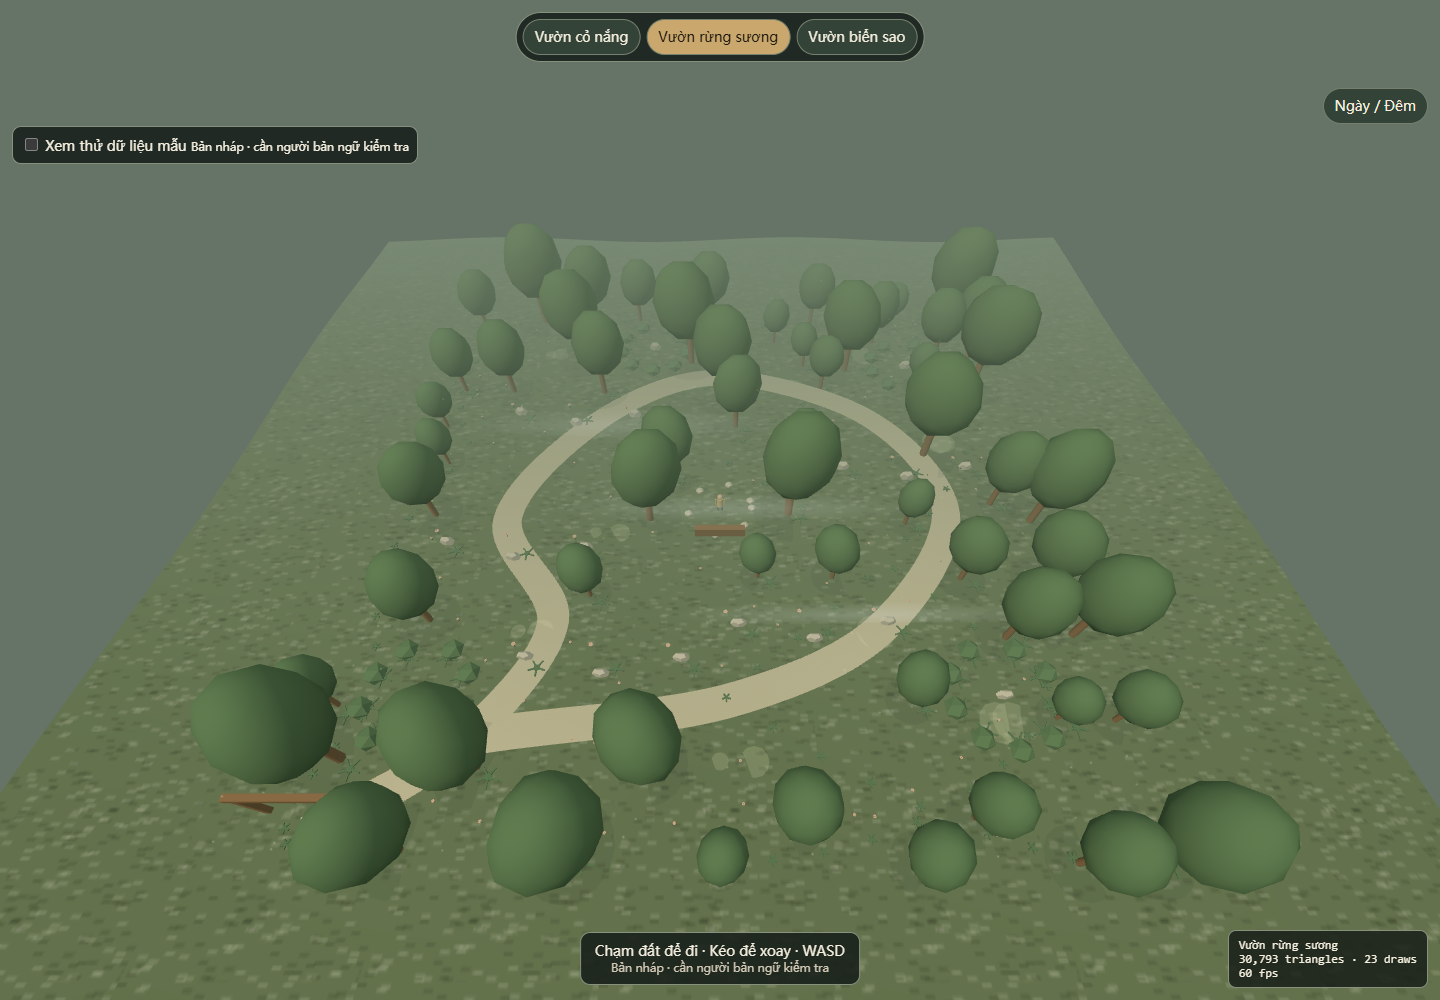 Vườn cỏ nắng
Vườn rừng sương
Vườn biển sao
Ngày / Đêm
Xem thử dữ liệu mẫu Bản nháp · cần người bản ngữ kiểm tra
Chạm đất để đi · Kéo để xoay · WASD
Bản nháp · cần người bản ngữ kiểm tra
Vườn rừng sương
30,793 triangles · 23 draws
60 fps